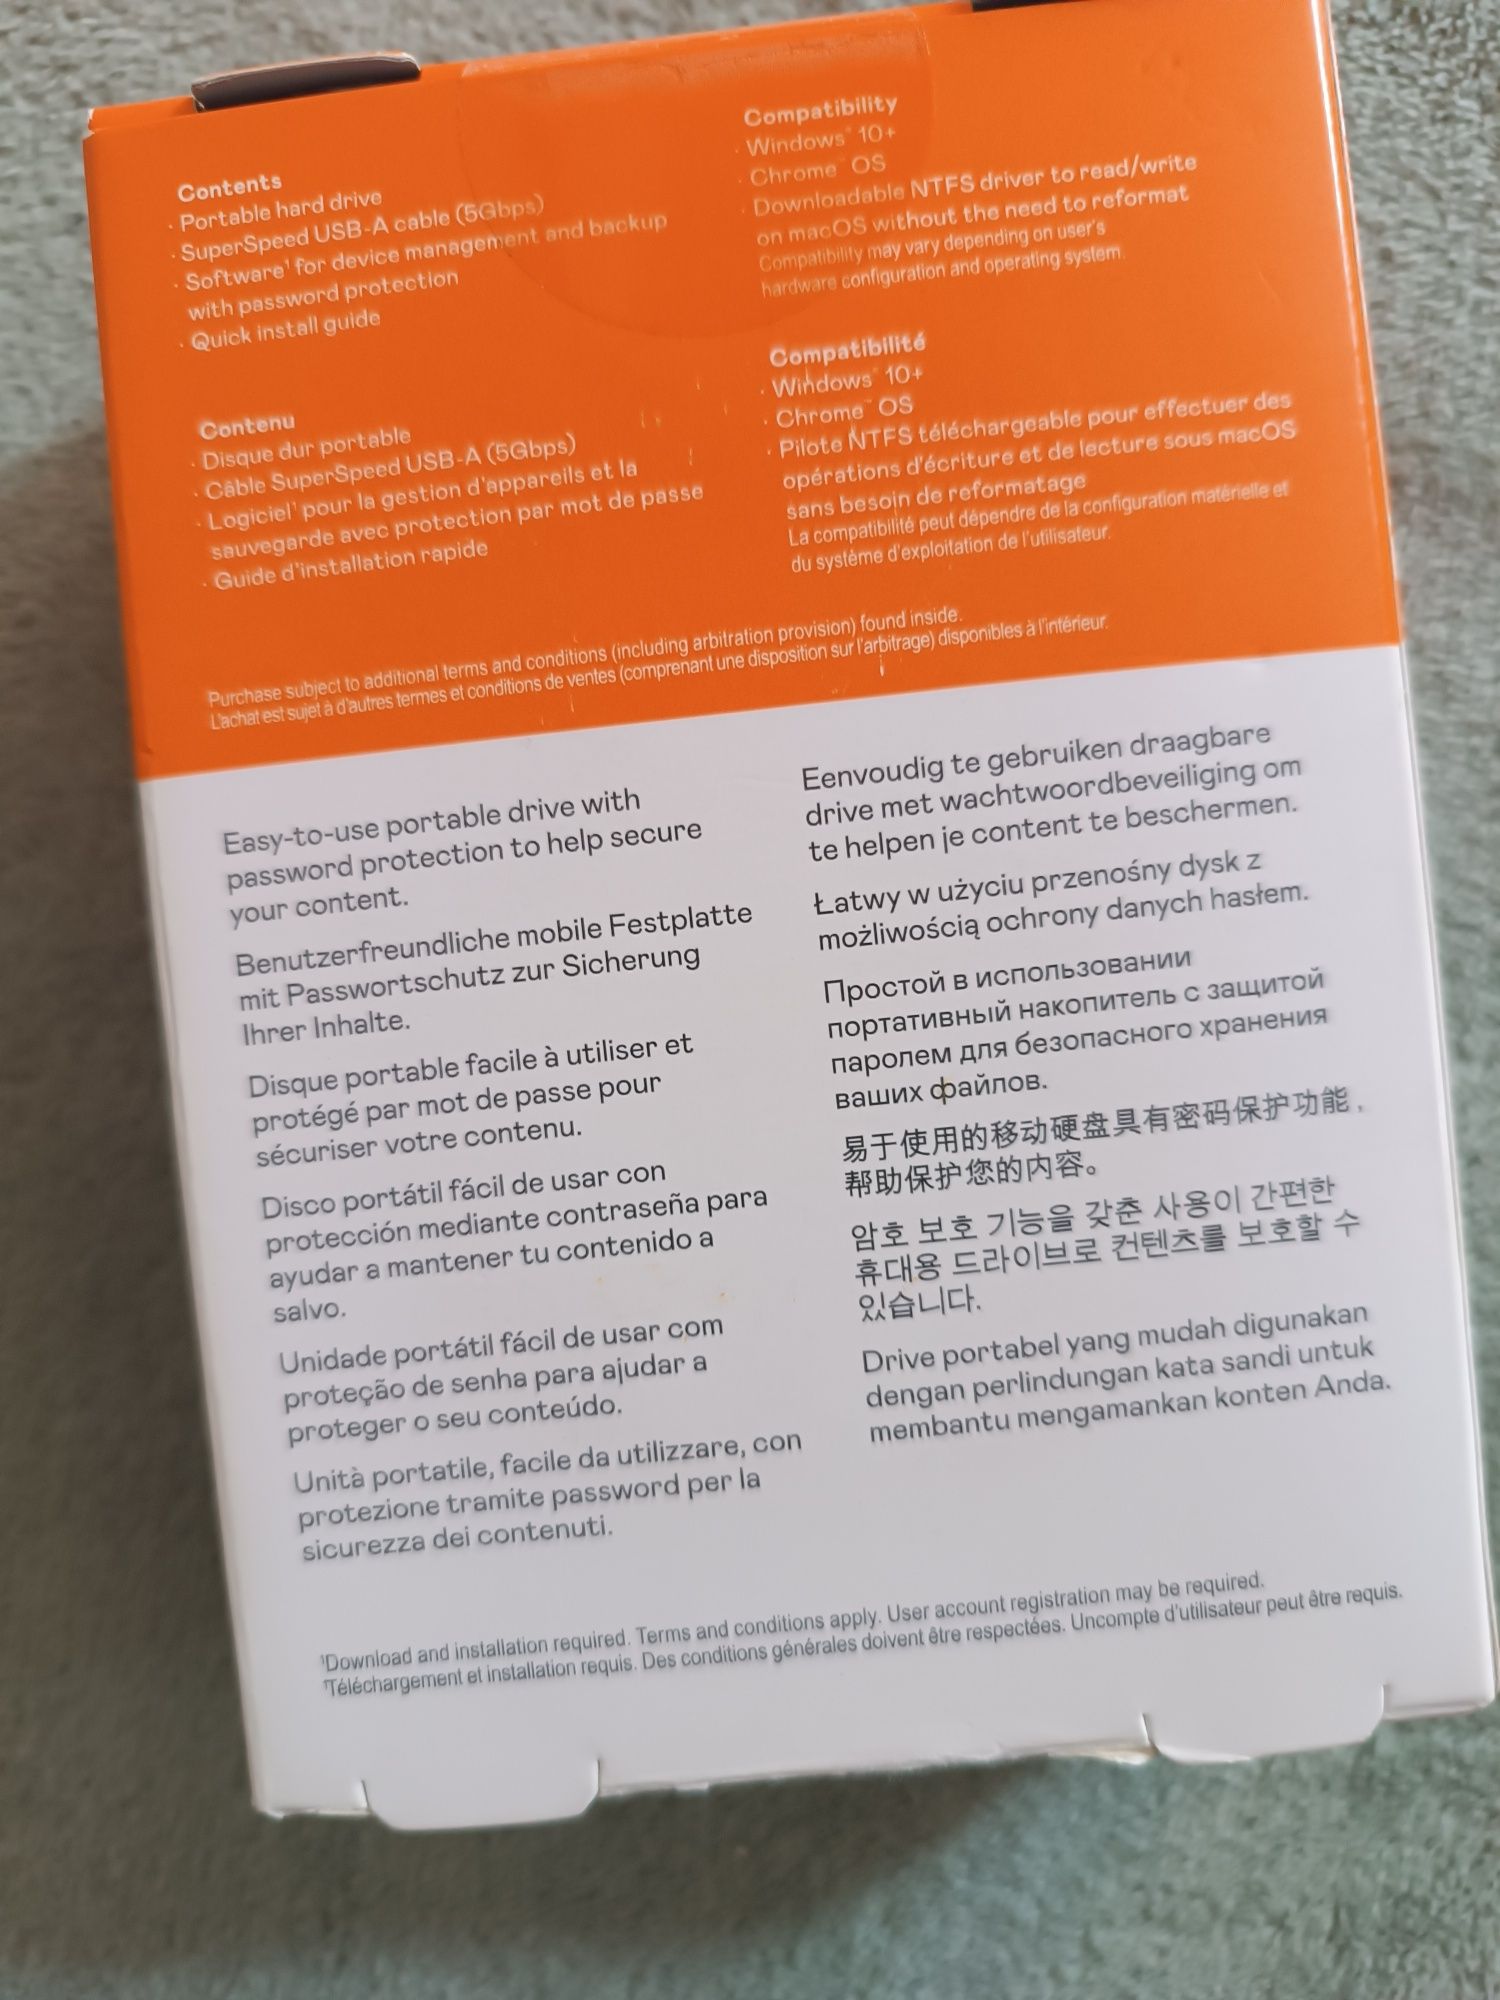 Contents
· Portable hard drive
· SuperSpeed USB-A cable (5Gbps)
· Software¹ for device management and backup
with password protection
· Quick install guide
Contenu
· Disque dur portable
· Câble SuperSpeed USB-A (5Gbps)
· Logiciel¹ pour la gestion d'appareils et la
sauvegarde avec protection par mot de passe
· Guide d'installation rapide
Compatibility
· Windows® 10+
· Chrome™ OS
· Downloadable NTFS driver to read/write
on macOS without the need to reformat
Compatibility may vary depending on user's
hardware configuration and operating system.
Compatibilité
· Windows® 10+
· Chrome™ OS
· Pilote NTFS téléchargeable pour effectuer des
opérations d'écriture et de lecture sous macOS
sans besoin de reformatage
La compatibilité peut dépendre de la configuration matérielle et
du système d'exploitation de l'utilisateur.
Purchase subject to additional terms and conditions (including arbitration provision) found inside.
L'achat est sujet à d'autres termes et conditions de ventes (comprenant une disposition sur l'arbitrage) disponibles à l'intérieur.
Easy-to-use portable drive with
password protection to help secure
your content.
Benutzerfreundliche mobile Festplatte
mit Passwortschutz zur Sicherung
Ihrer Inhalte.
Disque portable facile à utiliser et
protégé par mot de passe pour
sécuriser votre contenu.
Disco portátil fácil de usar con
protección mediante contraseña para
ayudar a mantener tu contenido a
salvo.
Unidade portátil fácil de usar com
proteção de senha para ajudar a
proteger o seu conteúdo.
Unità portatile, facile da utilizzare, con
protezione tramite password per la
sicurezza dei contenuti.
Eenvoudig te gebruiken draagbare
drive met wachtwoordbeveiliging om
te helpen je content te beschermen.
Łatwy w użyciu przenośny dysk z
możliwością ochrony danych hasłem.
Простой в использовании
портативный накопитель с защитой
паролем для безопасного хранения
ваших файлов.
易于使用的移动硬盘具有密码保护功能，
帮助保护您的内容。
암호 보호 기능을 갖춘 사용이 간편한
휴대용 드라이브로 컨텐츠를 보호할 수
있습니다.
Drive portabel yang mudah digunakan
dengan perlindungan kata sandi untuk
membantu mengamankan konten Anda.
¹Download and installation required. Terms and conditions apply. User account registration may be required.
¹Téléchargement et installation requis. Des conditions générales doivent être respectées. Uncompte d'utilisateur peut être requis.